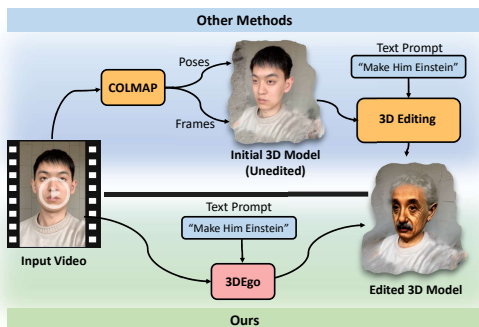 Other Methods
Text Prompt
"Make Him Einstein"
Poses
COLMAP
Frames
3D Editing
Initial 3D Model
(Unedited)
Text Prompt
"Make Him Einstein"
Input Video
3DEgo
Edited 3D Model
Ours